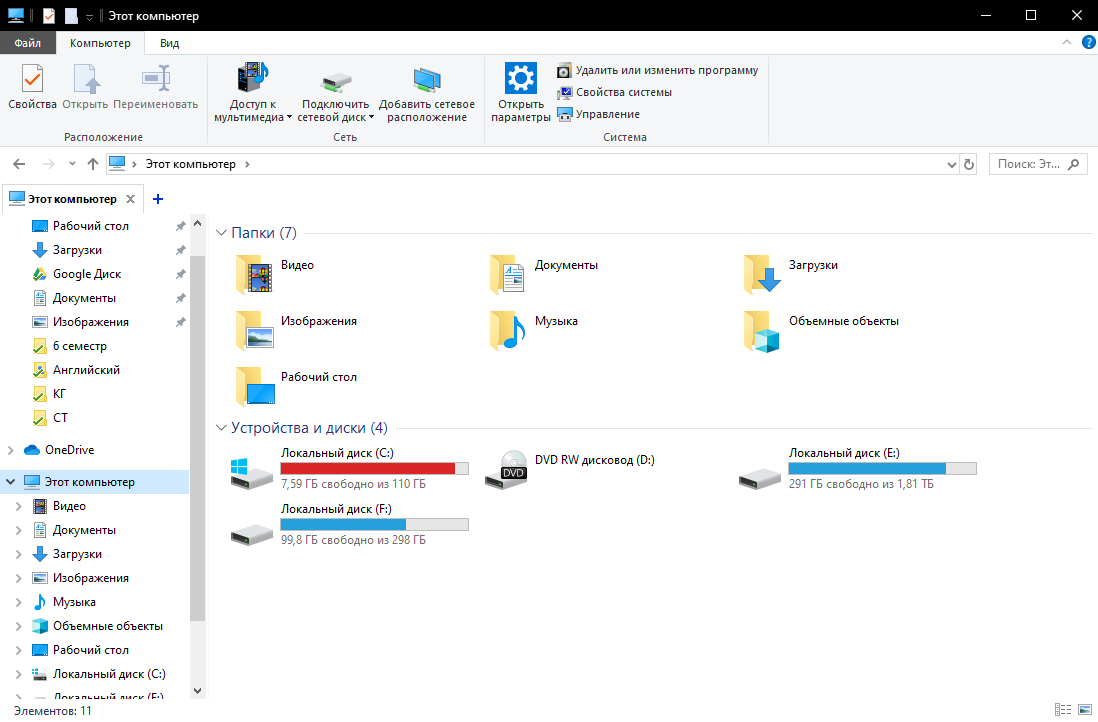 Этот компьютер
Файл
Компьютер
Вид
Свойства
Открыть
Переименовать
Расположение
Доступ к мультимедиа
Подключить сетевой диск
Добавить сетевое расположение
Сеть
Открыть параметры
Удалить или изменить программу
Свойства системы
Управление
Система
Этот компьютер
Поиск: Эт...
Этот компьютер
Рабочий стол
Загрузки
Google Диск
Документы
Изображения
6 семестр
Английский
КГ
СТ
OneDrive
Этот компьютер
Видео
Документы
Загрузки
Изображения
Музыка
Объемные объекты
Рабочий стол
Локальный диск (C:)
Локальный диск (E:)
Папки (7)
Видео
Документы
Загрузки
Изображения
Музыка
Объемные объекты
Рабочий стол
Устройства и диски (4)
Локальный диск (C:)
7,59 ГБ свободно из 110 ГБ
DVD
DVD RW дисковод (D:)
Локальный диск (E:)
291 ГБ свободно из 1,81 ТБ
Локальный диск (F:)
99,8 ГБ свободно из 298 ГБ
Элементов: 11